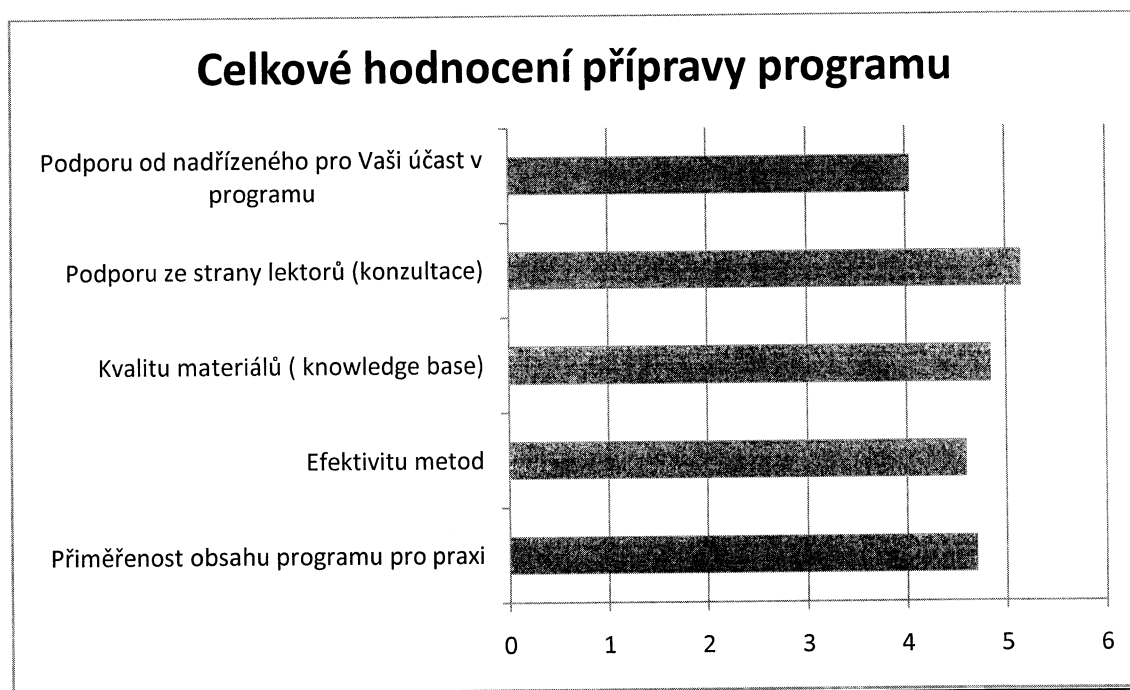 Celkové hodnocení přípravy programu
Podporu od nadřízeného pro Vaši účast v
programu
Podporu ze strany lektorů (konzultace)
Kvalitu materiálů ( knowledge base)
Efektivitu metod
Přiměřenost obsahu programu pro praxi
0 1 2 3 4 5 6